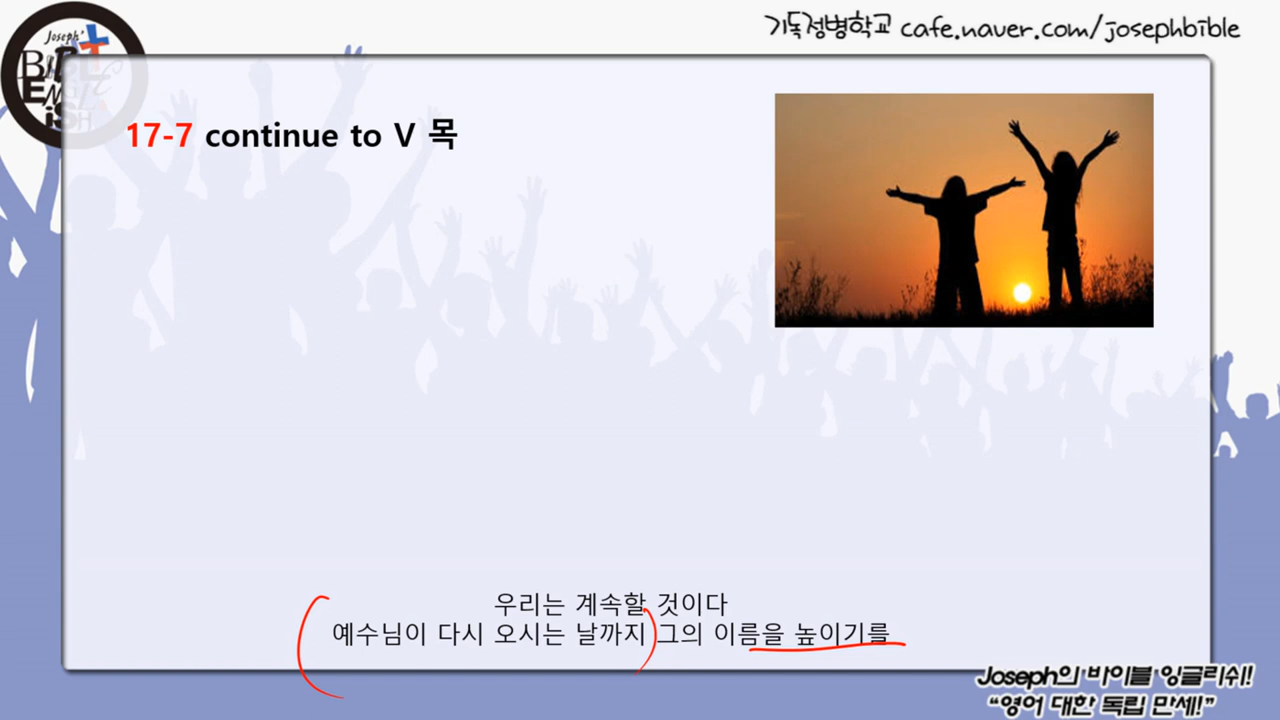 기독정병학교 cafe.naver.com/josephbible
Joseph'
BIBLE
ENGLISH
17-7 continue to V 목
우리는 계속할 것이다
예수님이 다시 오시는 날까지 그의 이름을 높이기를
Joseph의 바이블 잉글리쉬!
“영어 대한 독립 만세!”